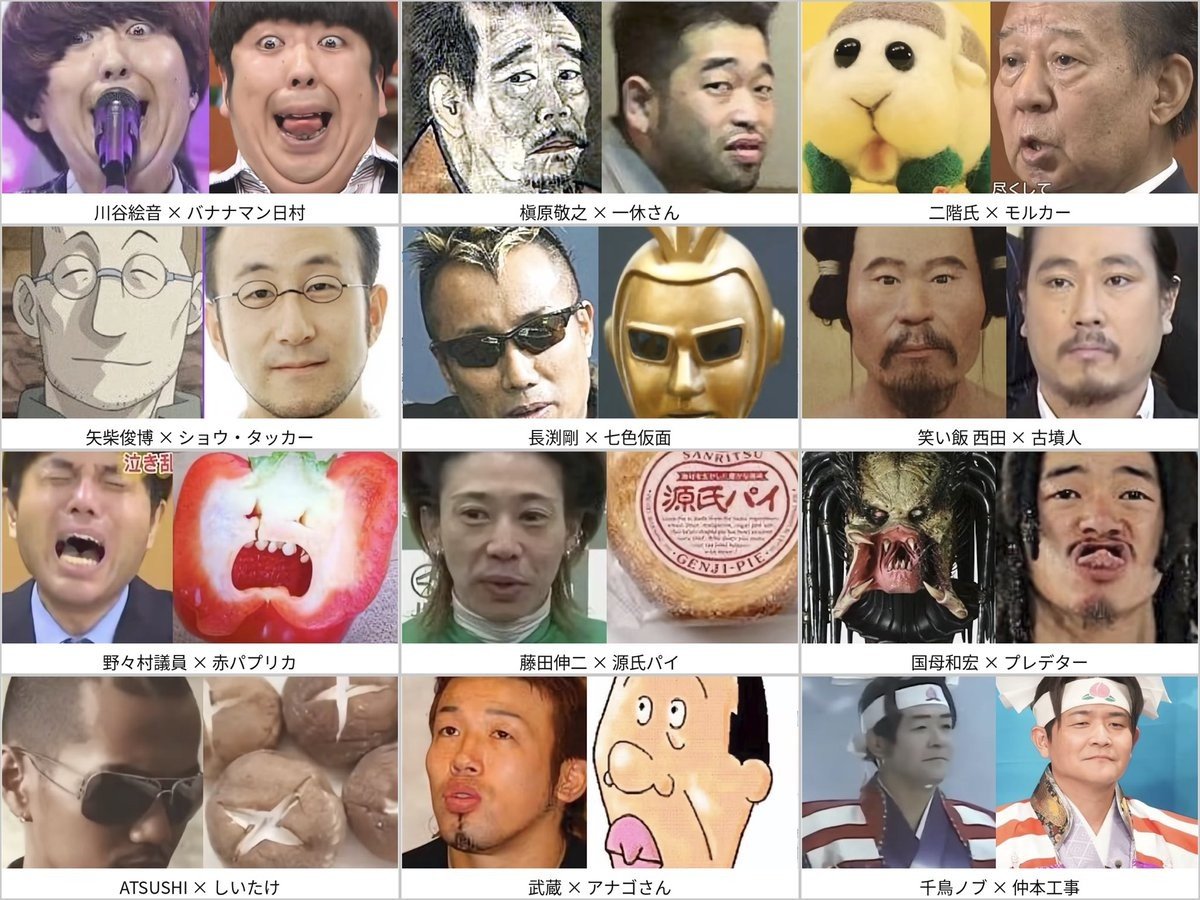 川谷絵音 × バナナマン日村
槇原敬之 × 一休さん
尽くして
二階氏 × モルカー
矢柴俊博 × ショウ・タッカー
長渕剛 × 七色仮面
笑い飯 西田 × 古墳人
泣き乱
野々村議員 × 赤パプリカ
SANRITSU
源氏パイ
GENJI-PIE
藤田伸二 × 源氏パイ
国母和宏 × プレデター
ATSUSHI × しいたけ
武蔵 × アナゴさん
千鳥ノブ × 仲本工事